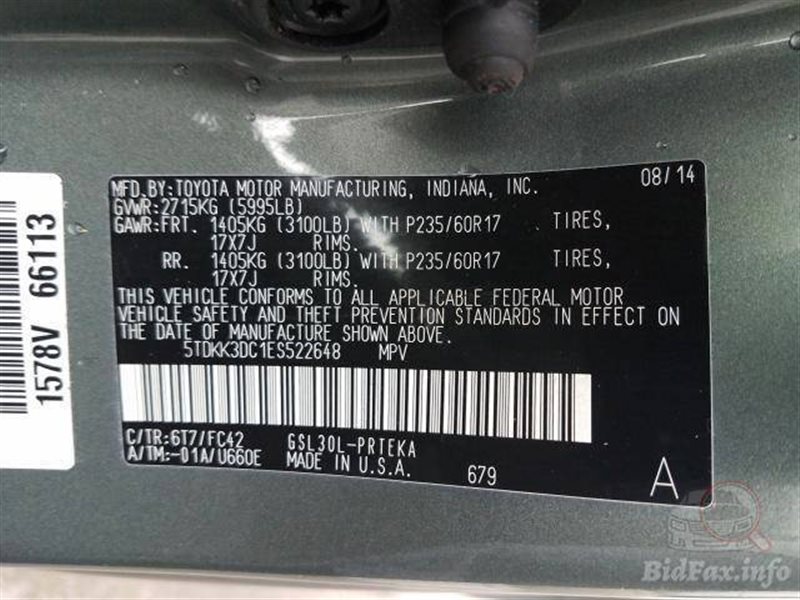 MFD.BY:TOYOTA MOTOR MANUFACTURING, INDIANA, INC. 08/14
GVWR:2715KG (5995LB)
GAWR:FRT. 1405KG (3100LB) WITH P235/60R17 TIRES,
17X7J RIMS.
RR. 1405KG (3100LB) WITH P235/60R17 TIRES,
17X7J RIMS.
THIS VEHICLE CONFORMS TO ALL APPLICABLE FEDERAL MOTOR
VEHICLE SAFETY AND THEFT PREVENTION STANDARDS IN EFFECT ON
THE DATE OF MANUFACTURE SHOWN ABOVE.
5TDKK3DC1ES522648 MPV
C/TR:6T7/FC42 GSL30L-PRTEKA
A/TM:-01A/U660E MADE IN U.S.A. 679 A
1578V 66113
BidFax.info